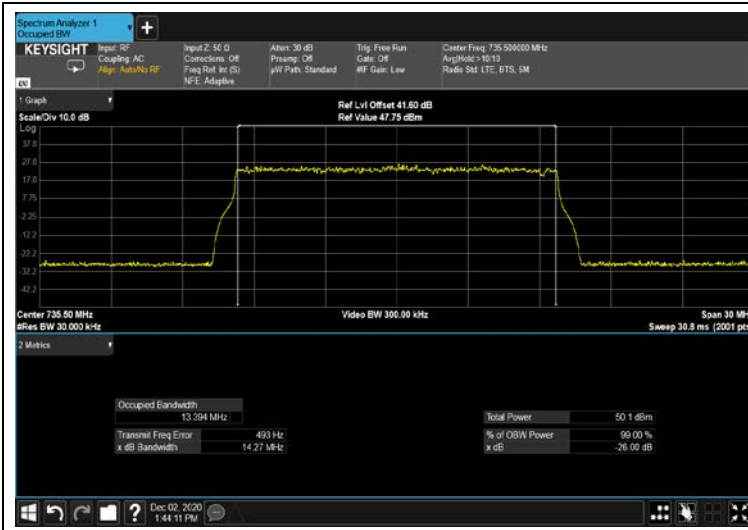 Spectrum Analyzer 1
Occupied BW
+
KEYSIGHT
Input: RF
Coupling: AC
Align: Auto/No RF
Input Z: 50 Ω
Corrections: Off
Freq Ref: Int (S)
NFE: Adaptive
Atten: 30 dB
Preamp: Off
µW Path: Standard
Trig: Free Run
Gate: Off
#IF Gain: Low
Center Freq: 735.500000 MHz
Avg|Hold:>10/10
Radio Std: LTE, BTS, 5M
1 Graph
Scale/Div 10.0 dB
Ref Lvl Offset 41.60 dB
Ref Value 47.75 dBm
Log
37.8
27.8
17.8
7.75
-2.25
-12.2
-22.2
-32.2
-42.2
Center 735.50 MHz
#Res BW 30.000 kHz
Video BW 300.00 kHz
Span 30 MH
Sweep 30.8 ms (2001 pts
2 Metrics
Occupied Bandwidth
13.394 MHz
Transmit Freq Error 493 Hz
x dB Bandwidth 14.27 MHz
Total Power 50.1 dBm
% of OBW Power 99.00 %
x dB -26.00 dB
?
Dec 02, 2020
1:44:11 PM